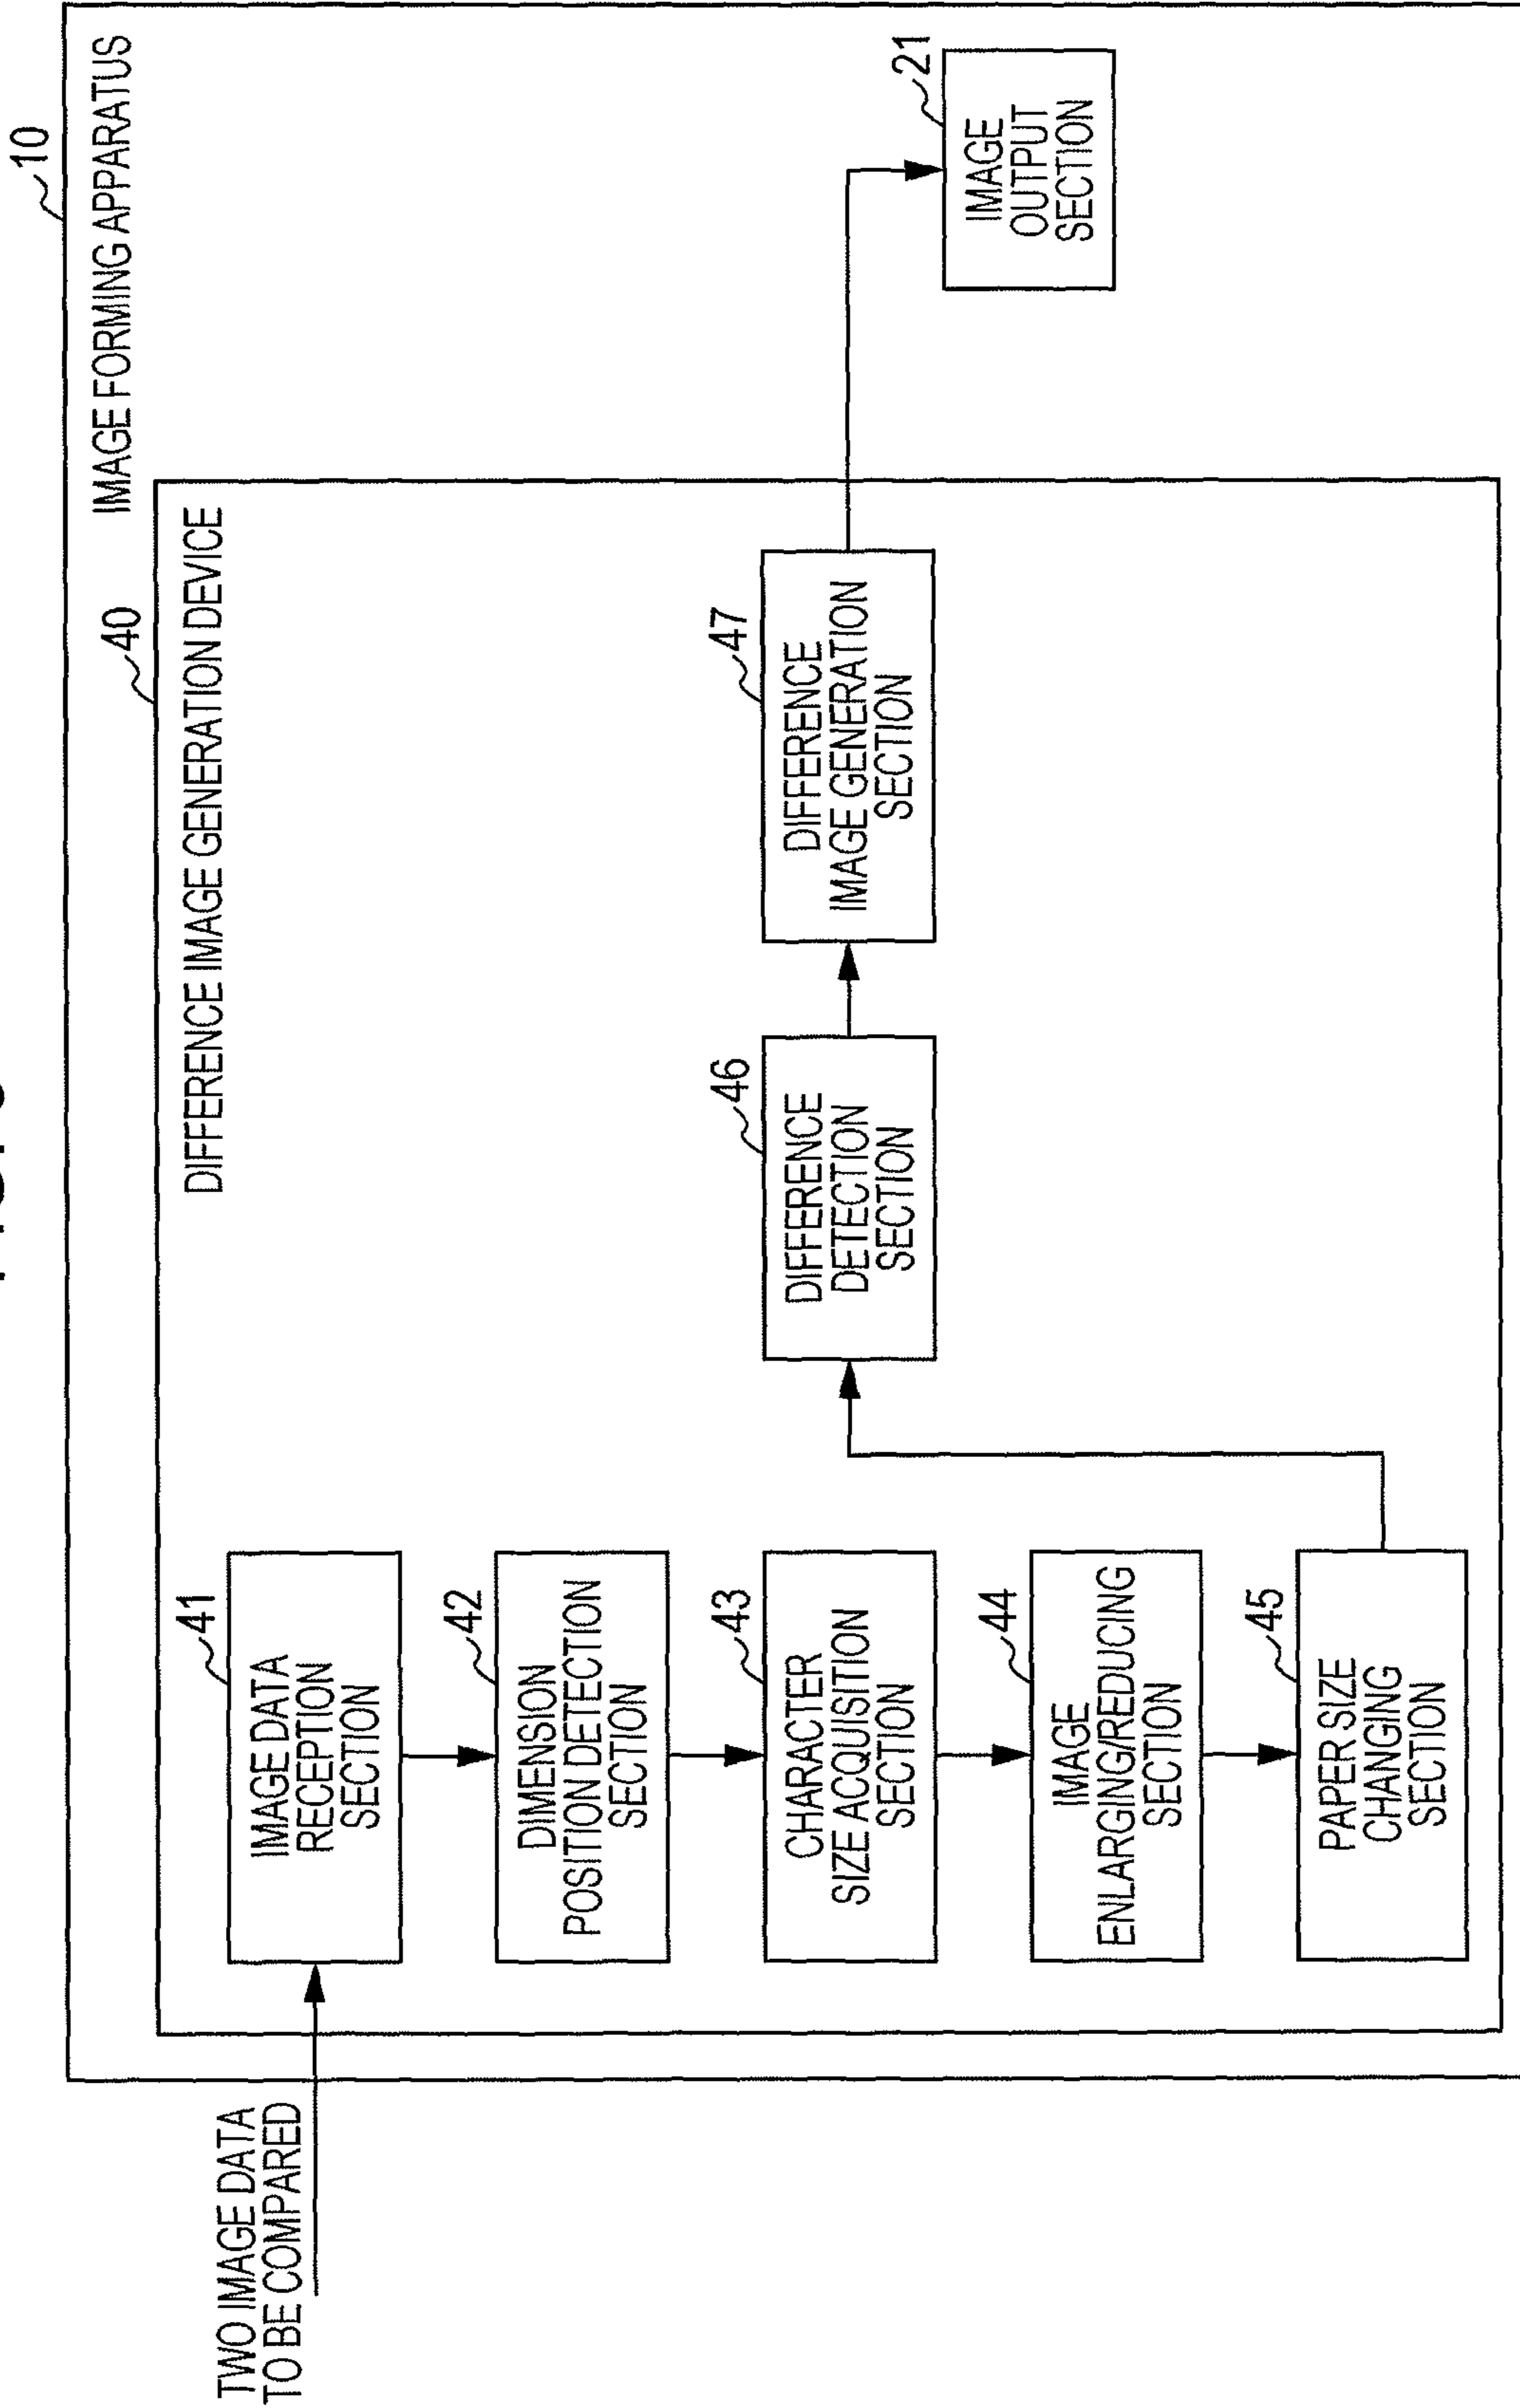 10
IMAGE FORMING APPARATUS
40
DIFFERENCE IMAGE GENERATION DEVICE
TWO IMAGE DATA
TO BE COMPARED
41
IMAGE DATA
RECEPTION
SECTION
42
DIMENSION
POSITION DETECTION
SECTION
43
CHARACTER
SIZE ACQUISITION
SECTION
44
IMAGE
ENLARGING/REDUCING
SECTION
45
PAPER SIZE
CHANGING
SECTION
46
DIFFERENCE
DETECTION
SECTION
47
DIFFERENCE
IMAGE GENERATION
SECTION
21
IMAGE
OUTPUT
SECTION